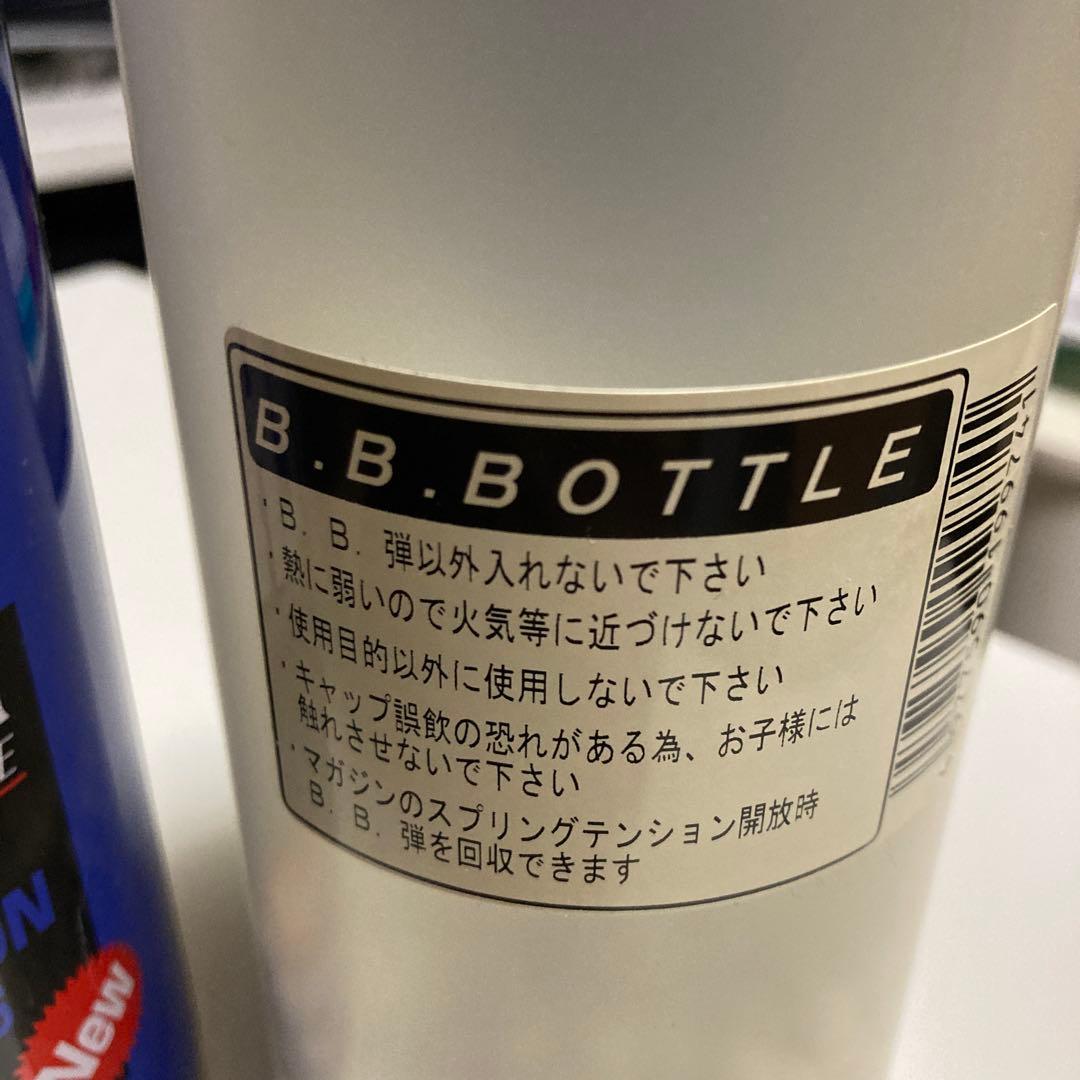 B.B.BOTTLE
・B．B．弾以外入れないで下さい
・熱に弱いので火気等に近づけないで下さい
・使用目的以外に使用しないで下さい
・キャップ誤飲の恐れがある為、お子様には
触れさせないで下さい
・マガジンのスプリングテンション開放時
B．B．弾を回収できます
New